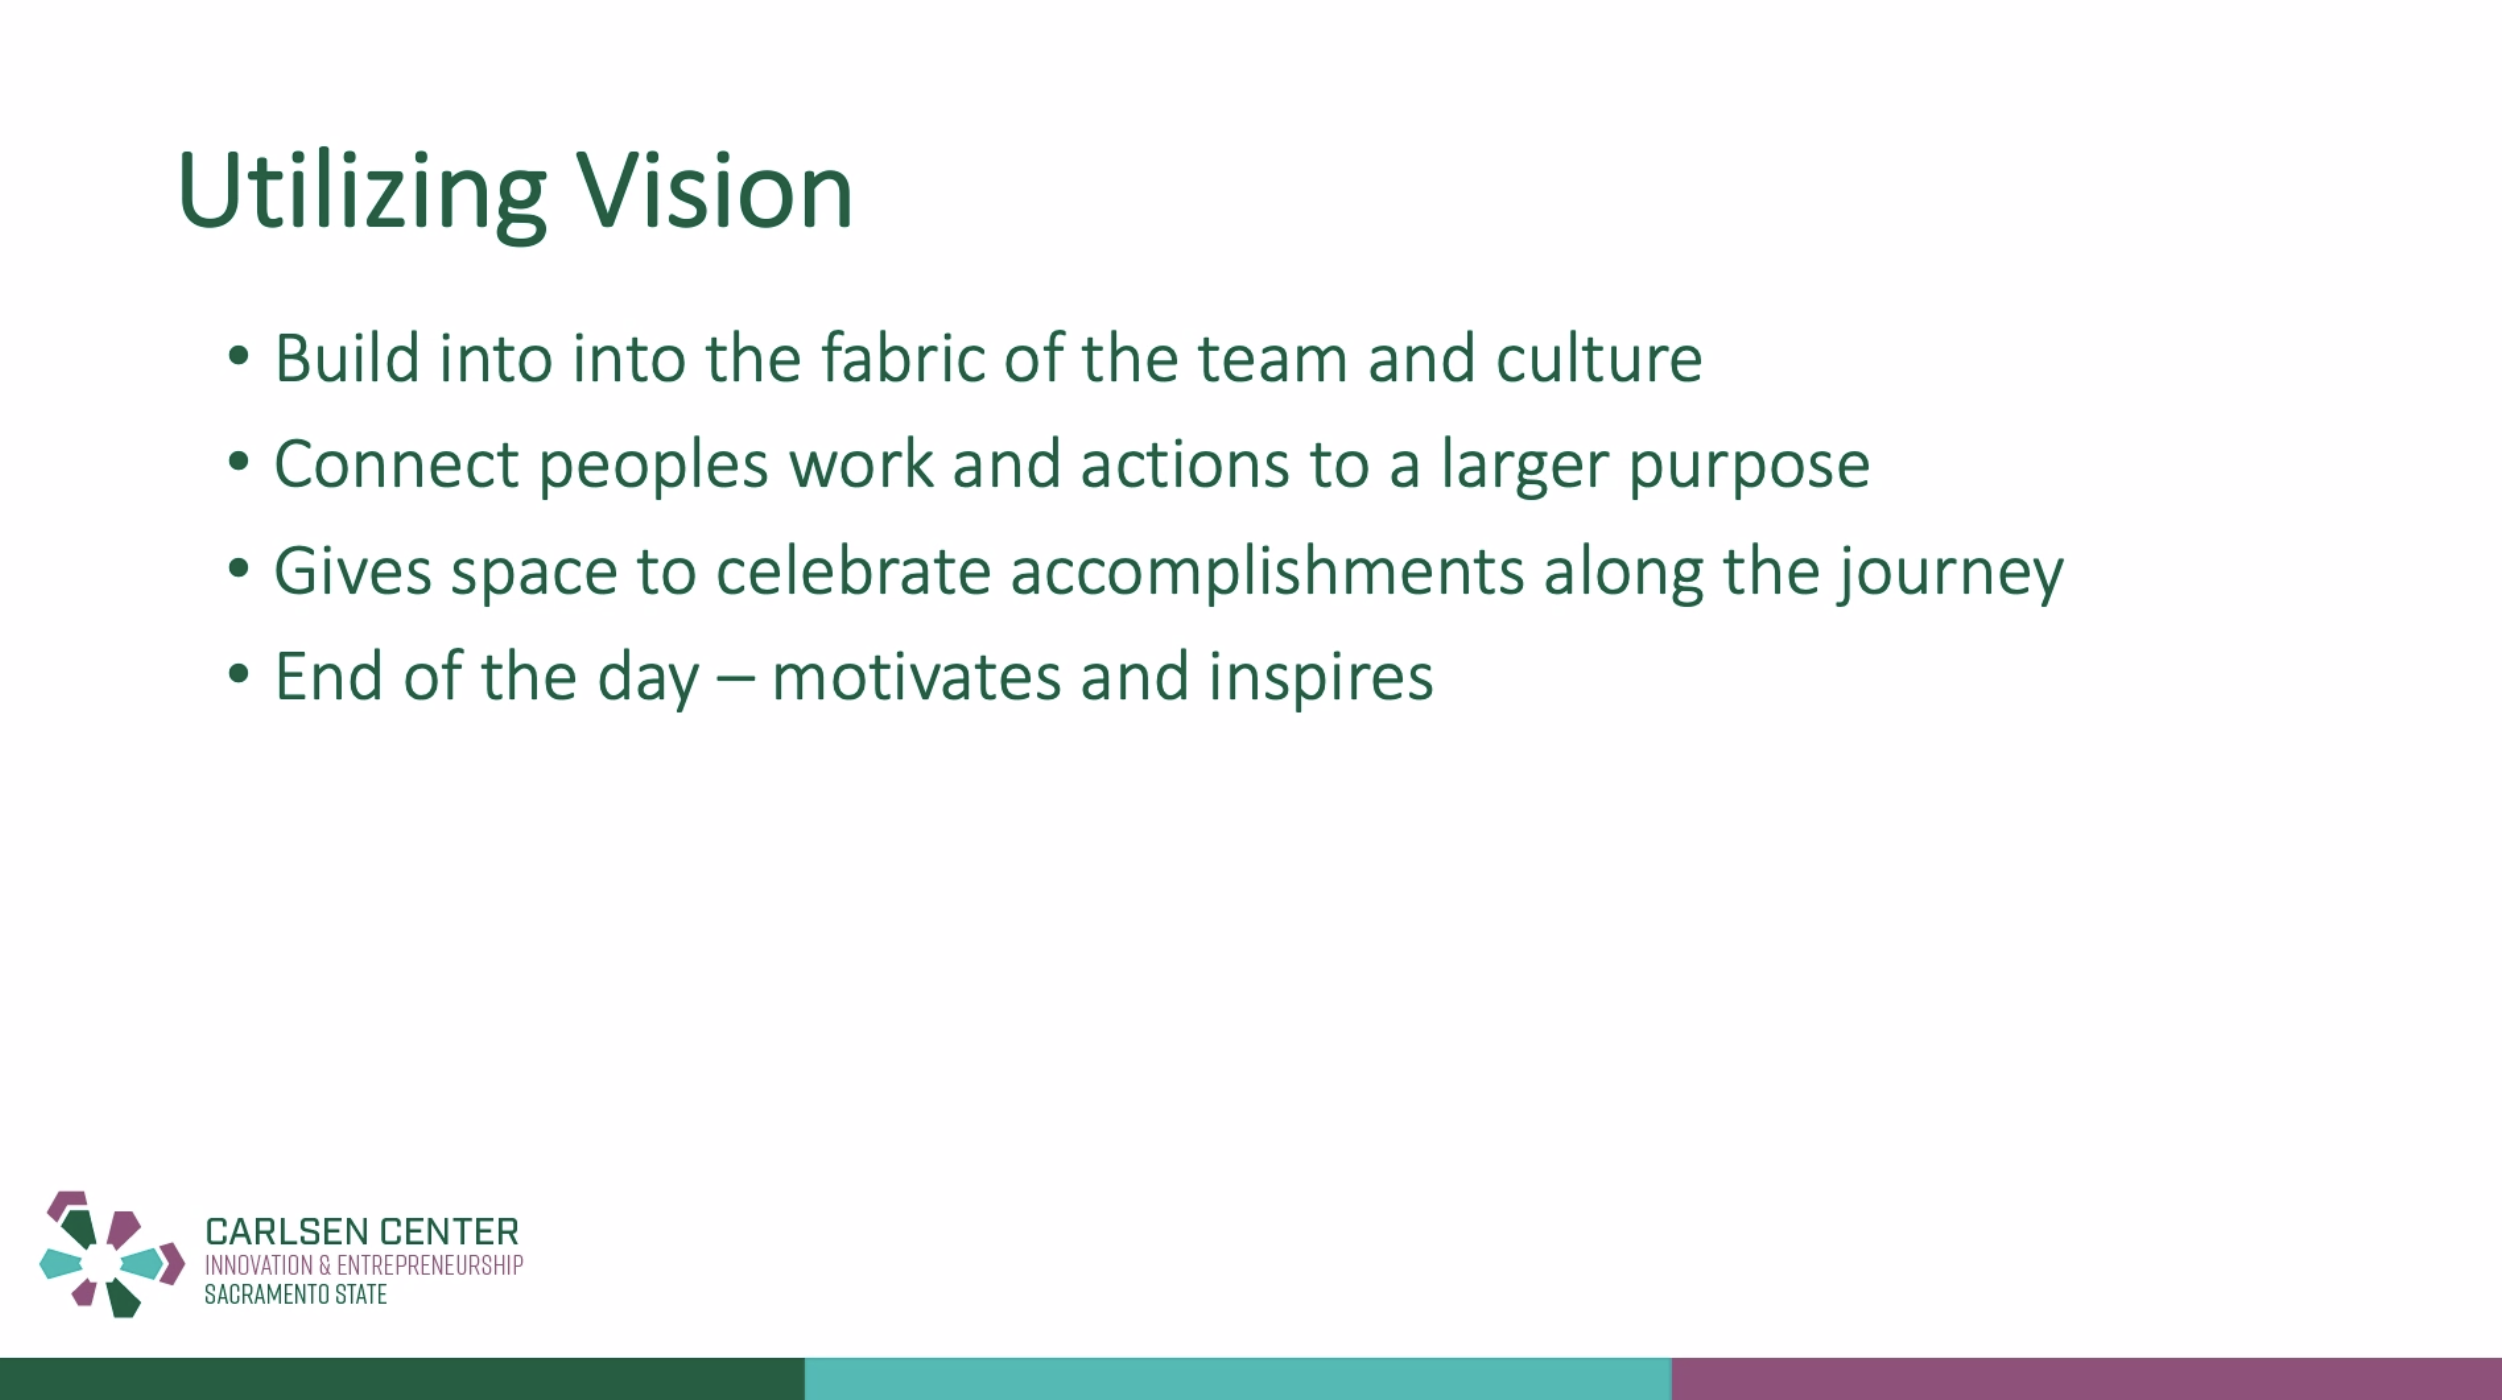 Utilizing Vision
• Build into into the fabric of the team and culture
• Connect peoples work and actions to a larger purpose
• Gives space to celebrate accomplishments along the journey
• End of the day – motivates and inspires
CARLSEN CENTER
INNOVATION & ENTREPRENEURSHIP
SACRAMENTO STATE